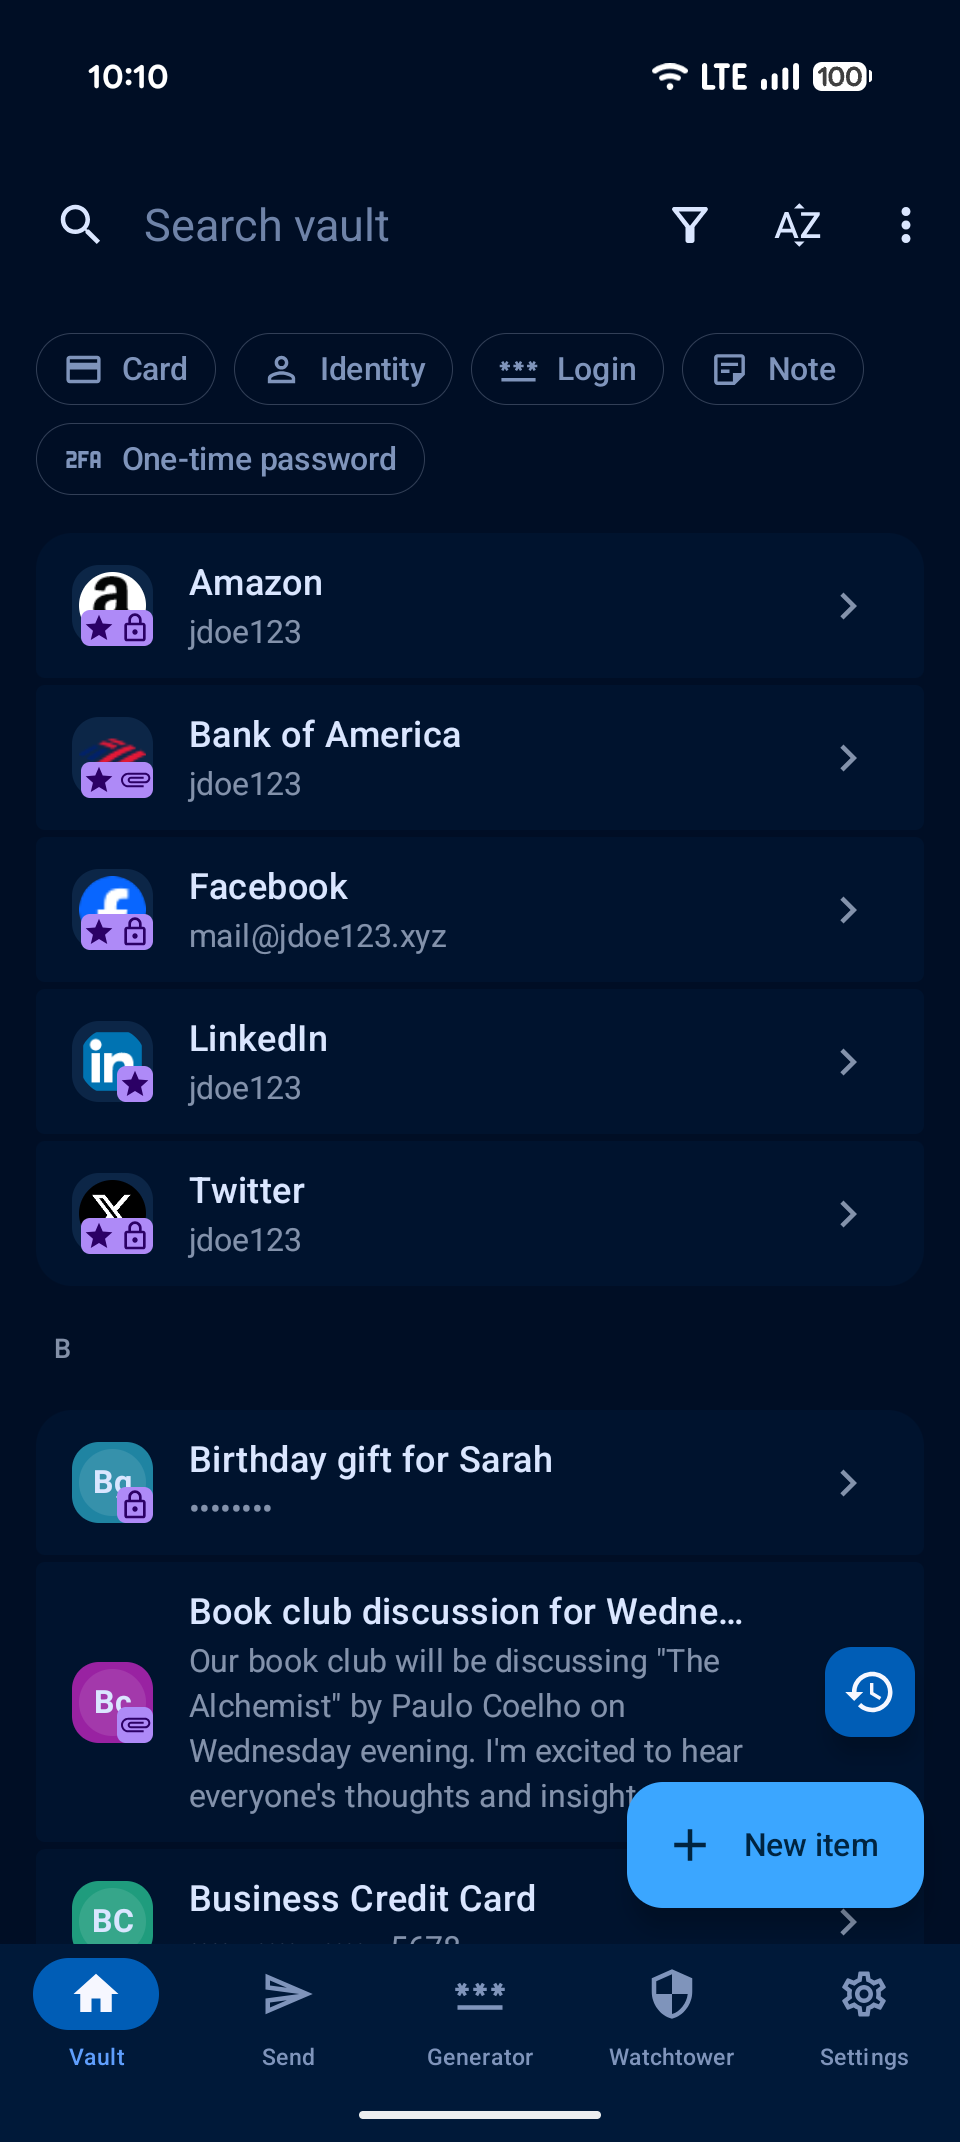 10:10
LTE
100
Search vault
AZ
Card
Identity
Login
Note
2FA
One-time password
a
Amazon
jdoe123
Bank of America
jdoe123
f
Facebook
mail@jdoe123.xyz
in
LinkedIn
jdoe123
X
Twitter
jdoe123
B
Bg
Birthday gift for Sarah
••••••••
Book club discussion for Wedne…
Bc
Our book club will be discussing "The
Alchemist" by Paulo Coelho on
Wednesday evening. I'm excited to hear
everyone's thoughts and insight
New item
BC
Business Credit Card
5678
Vault
Send
Generator
Watchtower
Settings